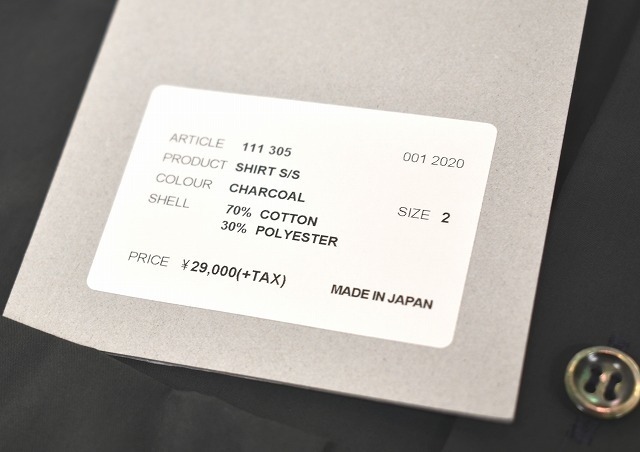 ARTICLE 111 305 001 2020
PRODUCT SHIRT S/S
COLOUR CHARCOAL
SHELL 70% COTTON SIZE 2
30% POLYESTER
PRICE ¥29,000(+TAX) MADE IN JAPAN